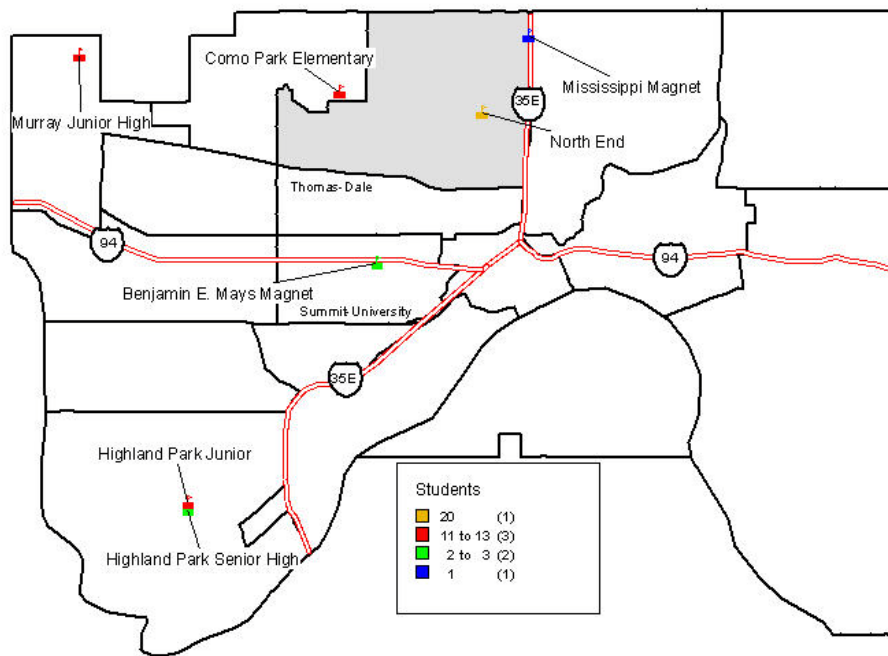 Como Park Elementary
Mississippi Magnet
35E
Murray Junior High
North End
Thomas-Dale
94
94
Benjamin E. Mays Magnet
Summit-University
35E
Highland Park Junior
Highland Park Senior High
Students
20 (1)
11 to 13 (3)
2 to 3 (2)
1 (1)